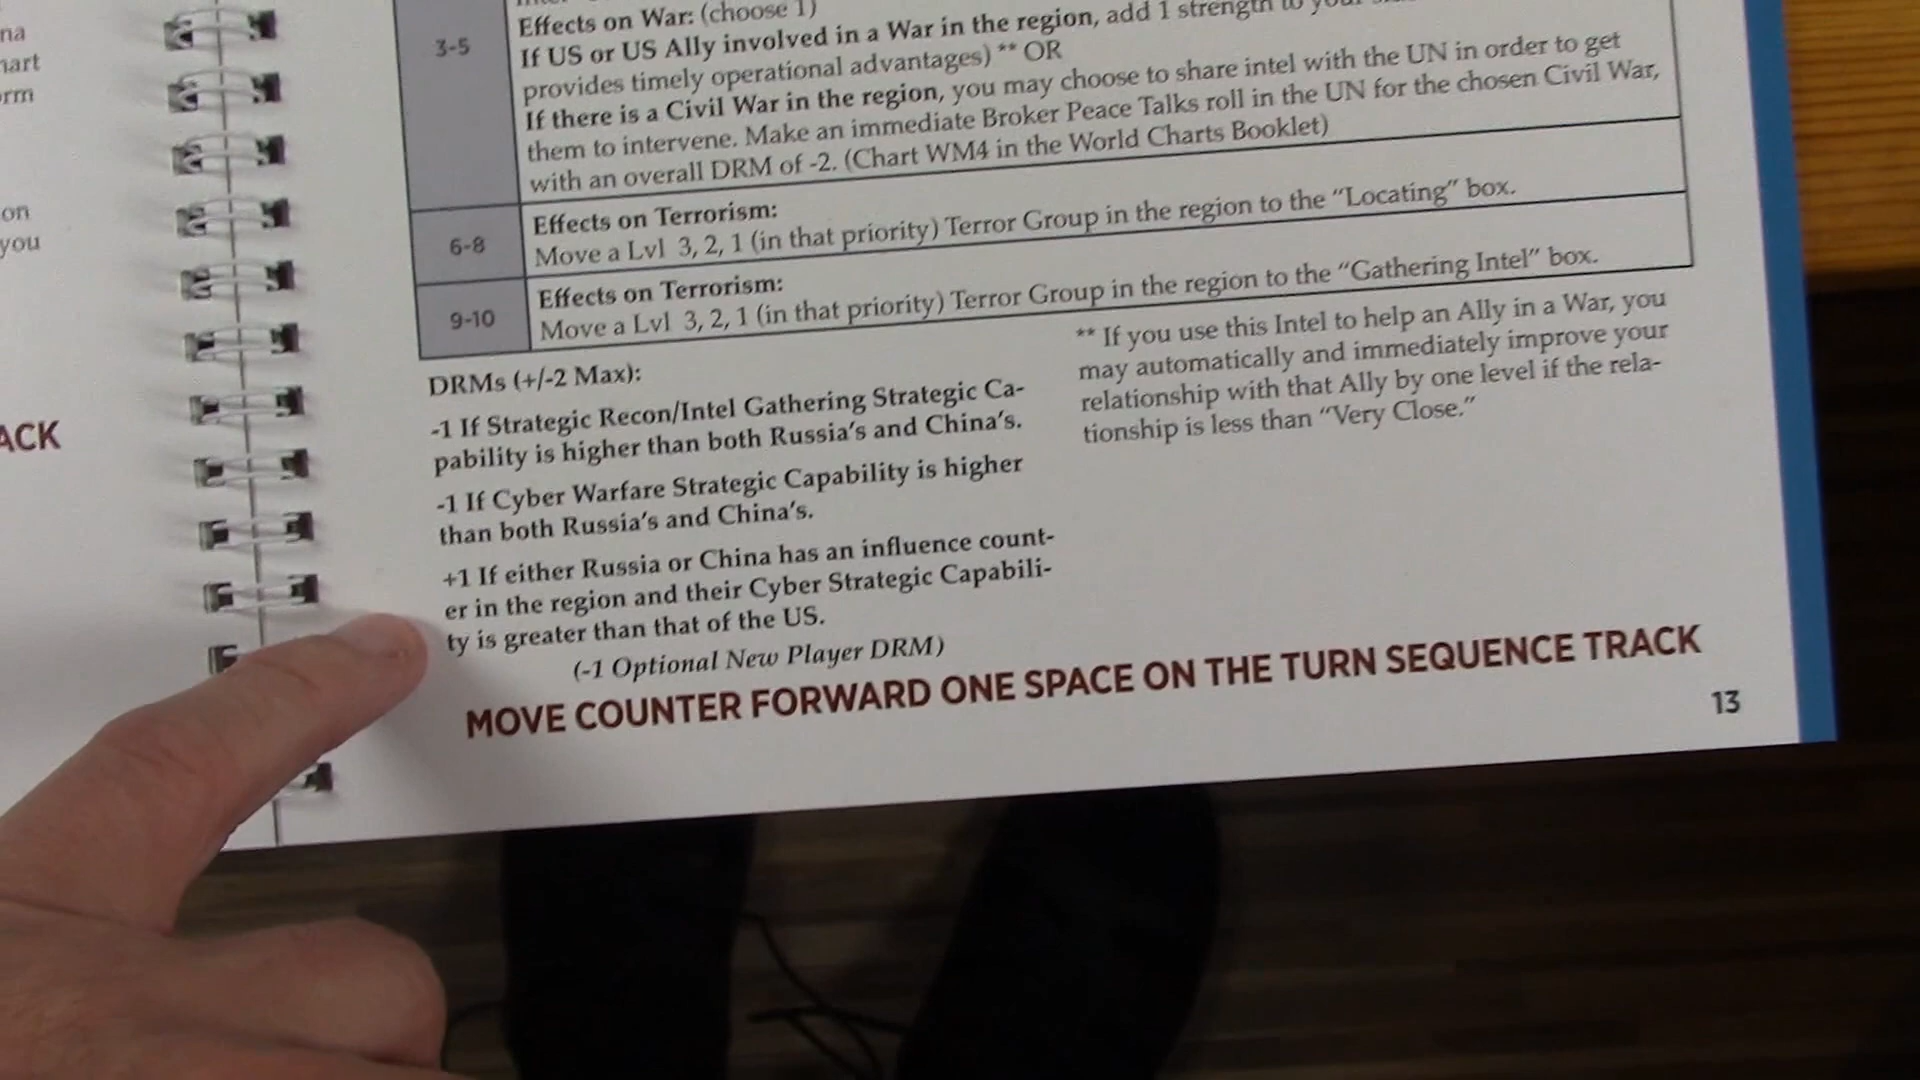 na
hart
orm
on
you
ACK
3-5
Effects on War: (choose 1)
If US or US Ally involved in a War in the region, add 1 strength to your
provides timely operational advantages) ** OR
If there is a Civil War in the region, you may choose to share intel with the UN in order to get
them to intervene. Make an immediate Broker Peace Talks roll in the UN for the chosen Civil War,
with an overall DRM of -2. (Chart WM4 in the World Charts Booklet)
6-8
Effects on Terrorism:
Move a Lvl 3, 2, 1 (in that priority) Terror Group in the region to the “Locating” box.
9-10
Effects on Terrorism:
Move a Lvl 3, 2, 1 (in that priority) Terror Group in the region to the “Gathering Intel” box.
DRMs (+/-2 Max):
-1 If Strategic Recon/Intel Gathering Strategic Ca-
pability is higher than both Russia’s and China’s.
-1 If Cyber Warfare Strategic Capability is higher
than both Russia’s and China’s.
+1 If either Russia or China has an influence count-
er in the region and their Cyber Strategic Capabili-
ty is greater than that of the US.
(-1 Optional New Player DRM)
** If you use this Intel to help an Ally in a War, you
may automatically and immediately improve your
relationship with that Ally by one level if the rela-
tionship is less than “Very Close.”
MOVE COUNTER FORWARD ONE SPACE ON THE TURN SEQUENCE TRACK
13